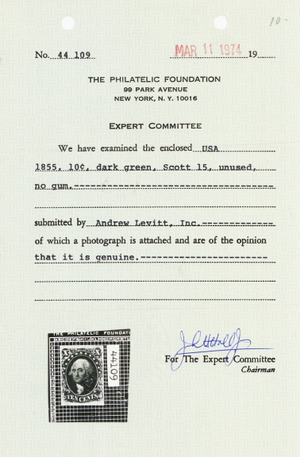 10-
No. 44 109 MAR 11 1974 19
THE PHILATELIC FOUNDATION
99 PARK AVENUE
NEW YORK, N.Y. 10016
EXPERT COMMITTEE
We have examined the enclosed USA
1855, 10¢, dark green, Scott 15, unused,
no gum.
submitted by Andrew Levitt, Inc.
of which a photograph is attached and are of the opinion
that it is genuine.
THE PHILATELIC FOUNDATI
44109
TEN CENTS
For The Expert Committee
Chairman